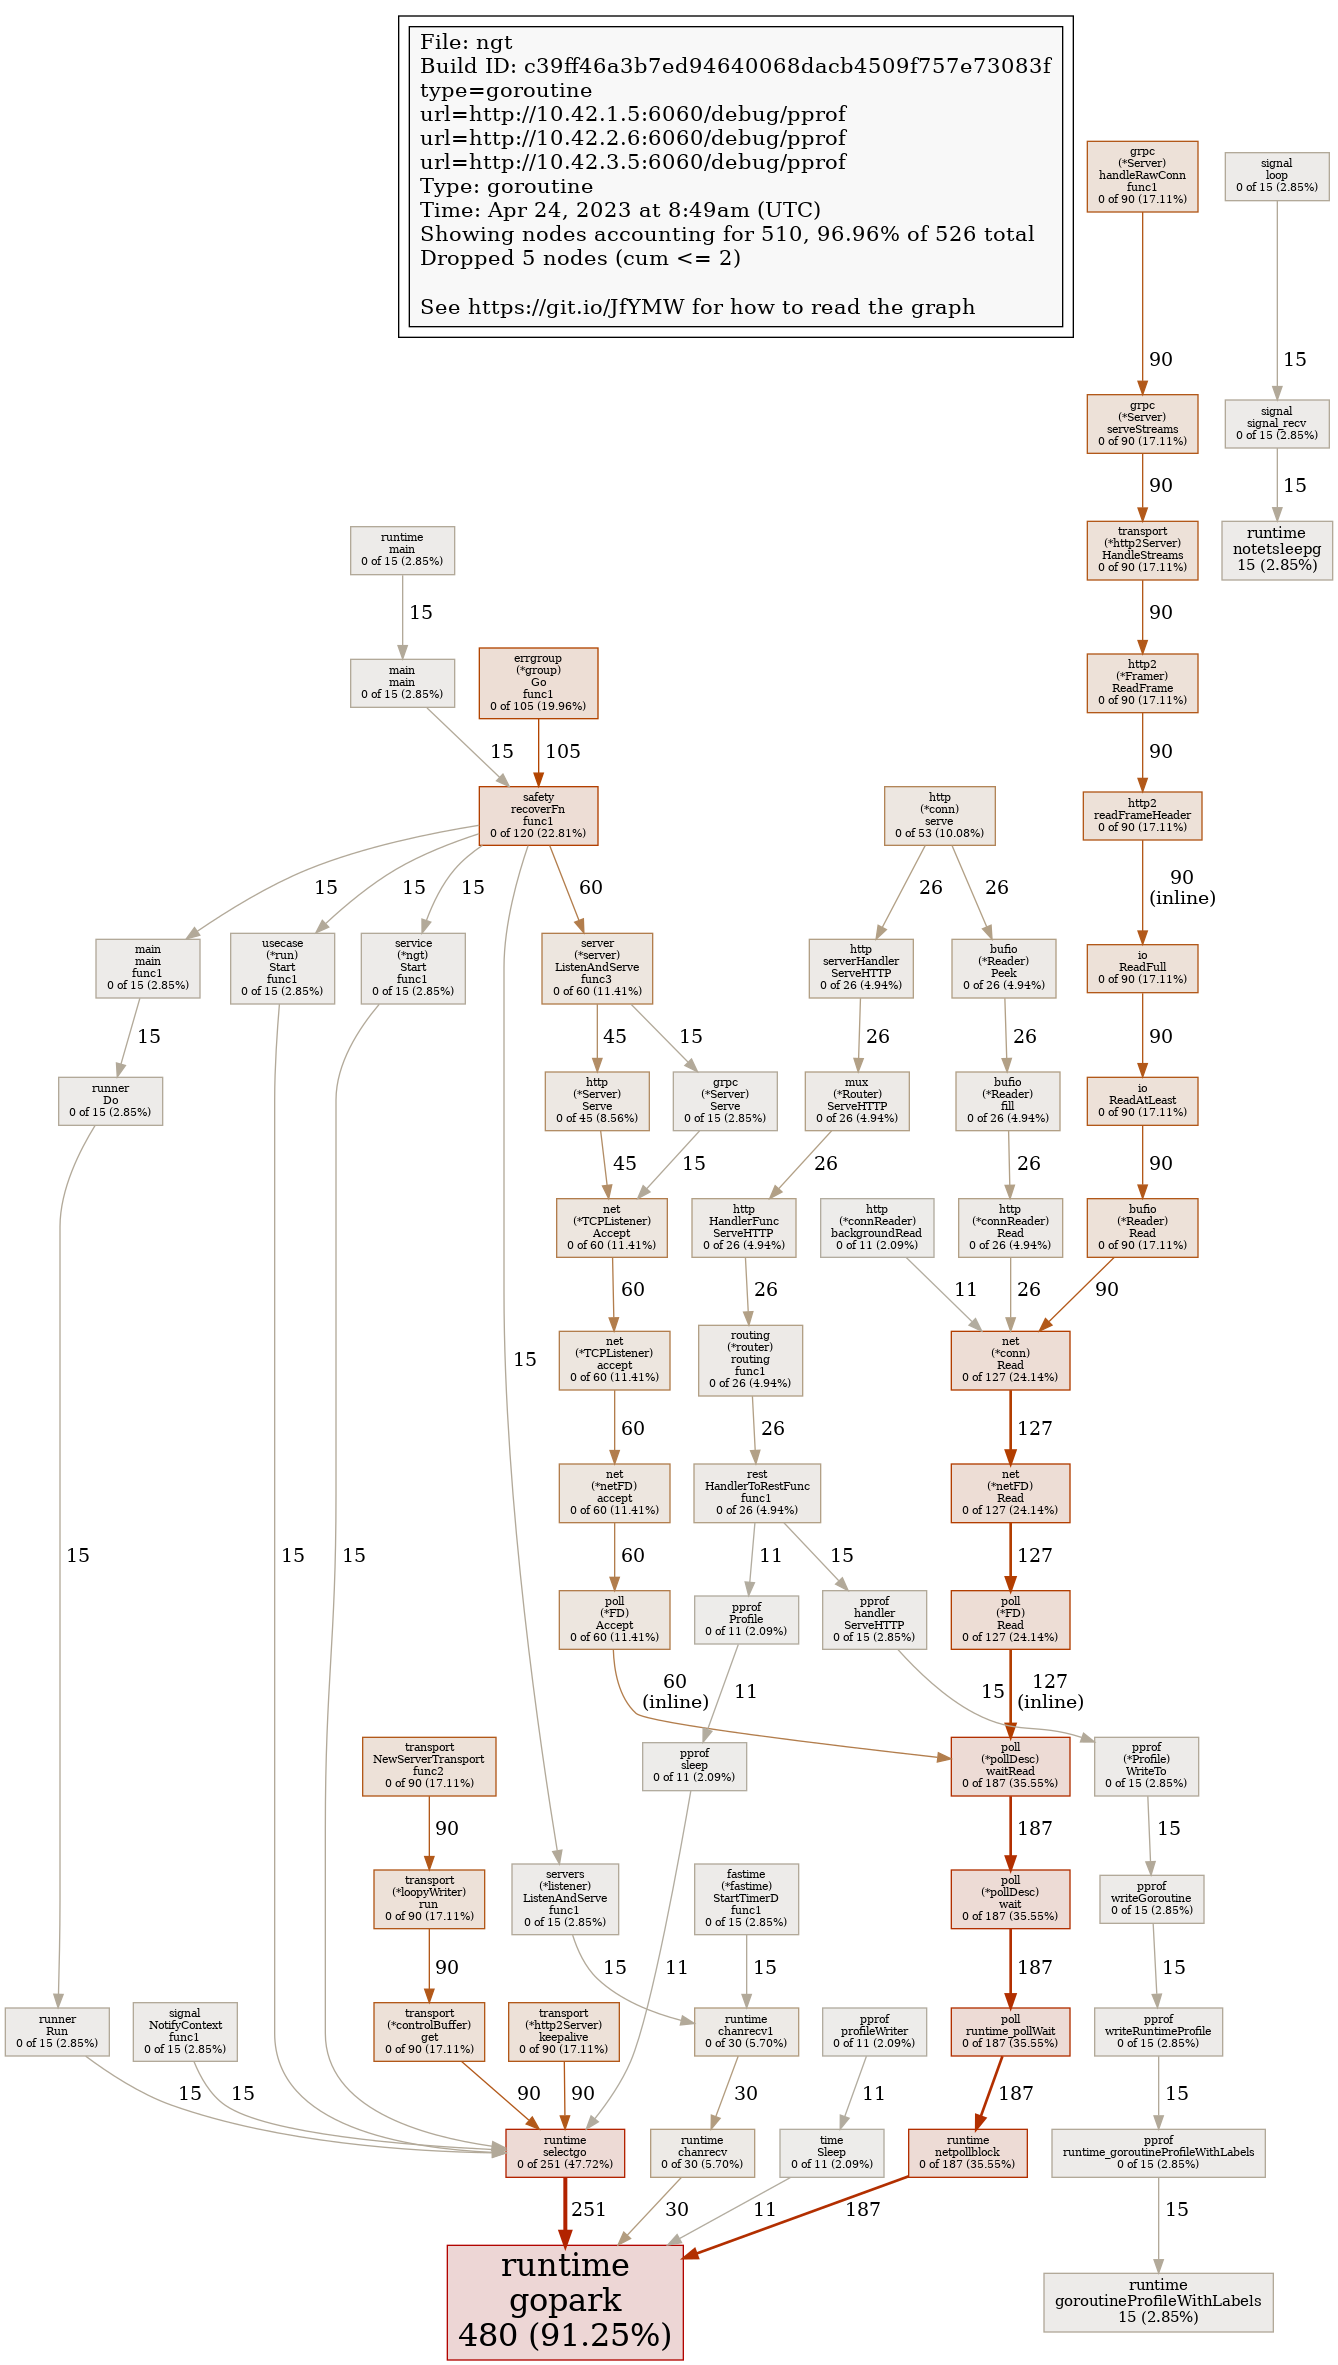 File: ngt
Build ID: c39ff46a3b7ed94640068dacb4509f757e73083f
type=goroutine
url=http://10.42.1.5:6060/debug/pprof
url=http://10.42.2.6:6060/debug/pprof
url=http://10.42.3.5:6060/debug/pprof
Type: goroutine
Time: Apr 24, 2023 at 8:49am (UTC)
Showing nodes accounting for 510, 96.96% of 526 total
Dropped 5 nodes (cum <= 2)
See https://git.io/JfYMW for how to read the graph
grpc
(*Server)
handleRawConn
func1
0 of 90 (17.11%)
signal
loop
0 of 15 (2.85%)
90
15
grpc
(*Server)
serveStreams
0 of 90 (17.11%)
signal
signal_recv
0 of 15 (2.85%)
90
15
runtime
main
0 of 15 (2.85%)
transport
(*http2Server)
HandleStreams
0 of 90 (17.11%)
runtime
notetsleepg
15 (2.85%)
15
90
main
main
0 of 15 (2.85%)
errgroup
(*group)
Go
func1
0 of 105 (19.96%)
http2
(*Framer)
ReadFrame
0 of 90 (17.11%)
15
105
90
safety
recoverFn
func1
0 of 120 (22.81%)
http
(*conn)
serve
0 of 53 (10.08%)
http2
readFrameHeader
0 of 90 (17.11%)
15
15
15
60
26
26
90
(inline)
main
main
func1
0 of 15 (2.85%)
usecase
(*run)
Start
func1
0 of 15 (2.85%)
service
(*ngt)
Start
func1
0 of 15 (2.85%)
server
(*server)
ListenAndServe
func3
0 of 60 (11.41%)
http
serverHandler
ServeHTTP
0 of 26 (4.94%)
bufio
(*Reader)
Peek
0 of 26 (4.94%)
io
ReadFull
0 of 90 (17.11%)
15
45
15
26
26
90
runner
Do
0 of 15 (2.85%)
http
(*Server)
Serve
0 of 45 (8.56%)
grpc
(*Server)
Serve
0 of 15 (2.85%)
mux
(*Router)
ServeHTTP
0 of 26 (4.94%)
bufio
(*Reader)
fill
0 of 26 (4.94%)
io
ReadAtLeast
0 of 90 (17.11%)
45
15
26
26
90
net
(*TCPListener)
Accept
0 of 60 (11.41%)
http
HandlerFunc
ServeHTTP
0 of 26 (4.94%)
http
(*connReader)
backgroundRead
0 of 11 (2.09%)
http
(*connReader)
Read
0 of 26 (4.94%)
bufio
(*Reader)
Read
0 of 90 (17.11%)
60
26
11
26
90
15
net
(*TCPListener)
accept
0 of 60 (11.41%)
routing
(*router)
routing
func1
0 of 26 (4.94%)
net
(*conn)
Read
0 of 127 (24.14%)
60
26
127
net
(*netFD)
accept
0 of 60 (11.41%)
rest
HandlerToRestFunc
func1
0 of 26 (4.94%)
net
(*netFD)
Read
0 of 127 (24.14%)
15
15
15
60
11
15
127
poll
(*FD)
Accept
0 of 60 (11.41%)
pprof
Profile
0 of 11 (2.09%)
pprof
handler
ServeHTTP
0 of 15 (2.85%)
poll
(*FD)
Read
0 of 127 (24.14%)
60
(inline)
11
15
127
(inline)
transport
NewServerTransport
func2
0 of 90 (17.11%)
pprof
sleep
0 of 11 (2.09%)
poll
(*pollDesc)
waitRead
0 of 187 (35.55%)
pprof
(*Profile)
WriteTo
0 of 15 (2.85%)
90
187
15
transport
(*loopyWriter)
run
0 of 90 (17.11%)
servers
(*listener)
ListenAndServe
func1
0 of 15 (2.85%)
fastime
(*fastime)
StartTimerD
func1
0 of 15 (2.85%)
poll
(*pollDesc)
wait
0 of 187 (35.55%)
pprof
writeGoroutine
0 of 15 (2.85%)
90
15
11
15
187
15
runner
Run
0 of 15 (2.85%)
signal
NotifyContext
func1
0 of 15 (2.85%)
transport
(*controlBuffer)
get
0 of 90 (17.11%)
transport
(*http2Server)
keepalive
0 of 90 (17.11%)
runtime
chanrecv1
0 of 30 (5.70%)
pprof
profileWriter
0 of 11 (2.09%)
poll
runtime_pollWait
0 of 187 (35.55%)
pprof
writeRuntimeProfile
0 of 15 (2.85%)
15
15
90
90
30
11
187
15
runtime
selectgo
0 of 251 (47.72%)
runtime
chanrecv
0 of 30 (5.70%)
time
Sleep
0 of 11 (2.09%)
runtime
netpollblock
0 of 187 (35.55%)
pprof
runtime_goroutineProfileWithLabels
0 of 15 (2.85%)
251
30
11
187
15
runtime
gopark
480 (91.25%)
runtime
goroutineProfileWithLabels
15 (2.85%)